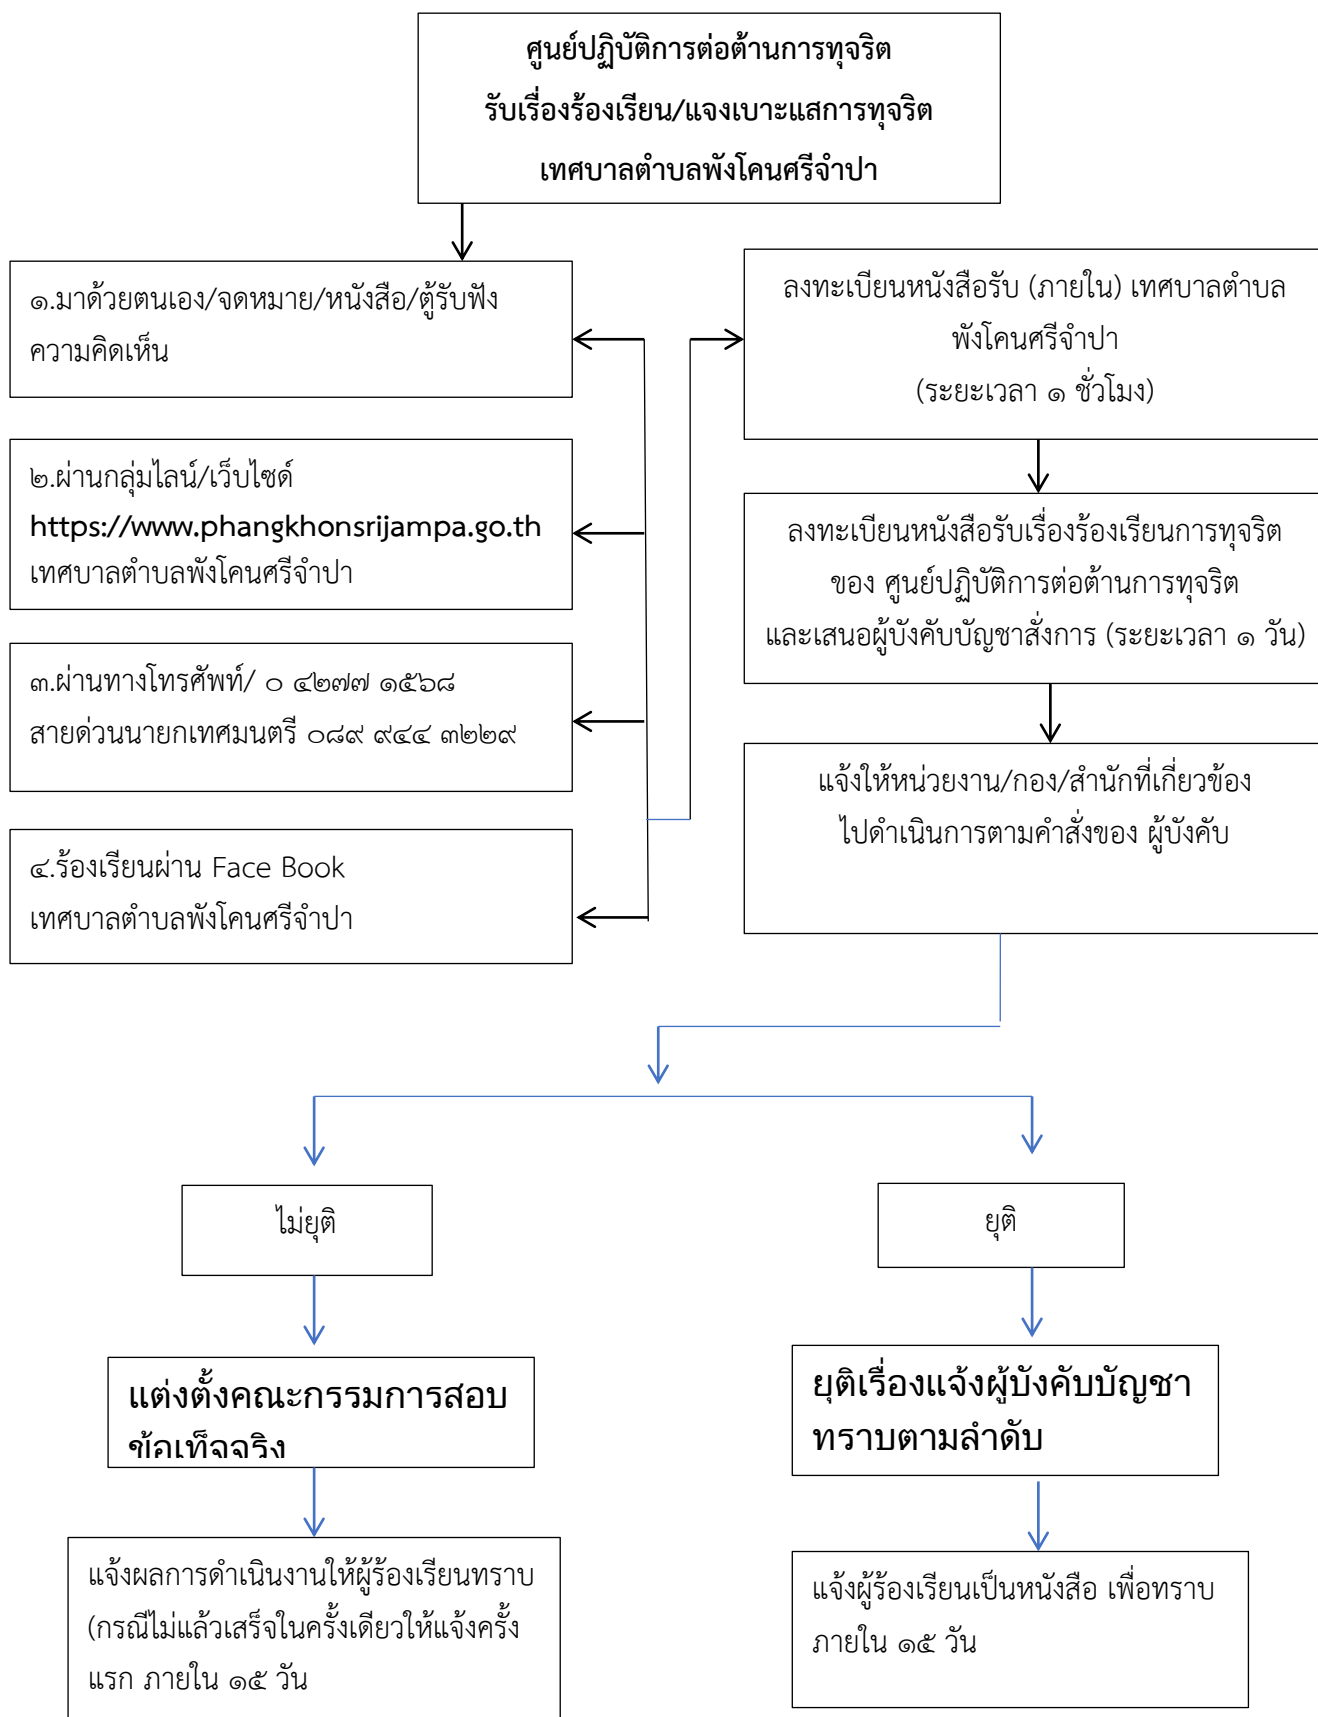 ศูนย์ปฏิบัติการต่อต้านการทุจริต
รับเรื่องร้องเรียน/แจงเบาะแสการทุจริต
เทศบาลตำบลพังโคนศรีจำปา
๑.มาด้วยตนเอง/จดหมาย/หนังสือ/ตู้รับฟัง
ความคิดเห็น
๒.ผ่านกลุ่มไลน์/เว็บไซด์
https://www.phangkhonsrijampa.go.th
เทศบาลตำบลพังโคนศรีจำปา
๓.ผ่านทางโทรศัพท์/ ๐ ๔๒๗๗ ๑๕๖๘
สายด่วนนายกเทศมนตรี ๐๘๙ ๙๔๔ ๓๒๒๙
๔.ร้องเรียนผ่าน Face Book
เทศบาลตำบลพังโคนศรีจำปา
ลงทะเบียนหนังสือรับ (ภายใน) เทศบาลตำบล
พังโคนศรีจำปา
(ระยะเวลา ๑ ชั่วโมง)
ลงทะเบียนหนังสือรับเรื่องร้องเรียนการทุจริต
ของ ศูนย์ปฏิบัติการต่อต้านการทุจริต
และเสนอผู้บังคับบัญชาสั่งการ (ระยะเวลา ๑ วัน)
แจ้งให้หน่วยงาน/กอง/สำนักที่เกี่ยวข้อง
ไปดำเนินการตามคำสั่งของ ผู้บังคับ
ไม่ยุติ
แต่งตั้งคณะกรรมการสอบ
ข้อเท็จจริง
แจ้งผลการดำเนินงานให้ผู้ร้องเรียนทราบ
(กรณีไม่แล้วเสร็จในครั้งเดียวให้แจ้งครั้ง
แรก ภายใน ๑๕ วัน
ยุติ
ยุติเรื่องแจ้งผู้บังคับบัญชา
ทราบตามลำดับ
แจ้งผู้ร้องเรียนเป็นหนังสือ เพื่อทราบ
ภายใน ๑๕ วัน